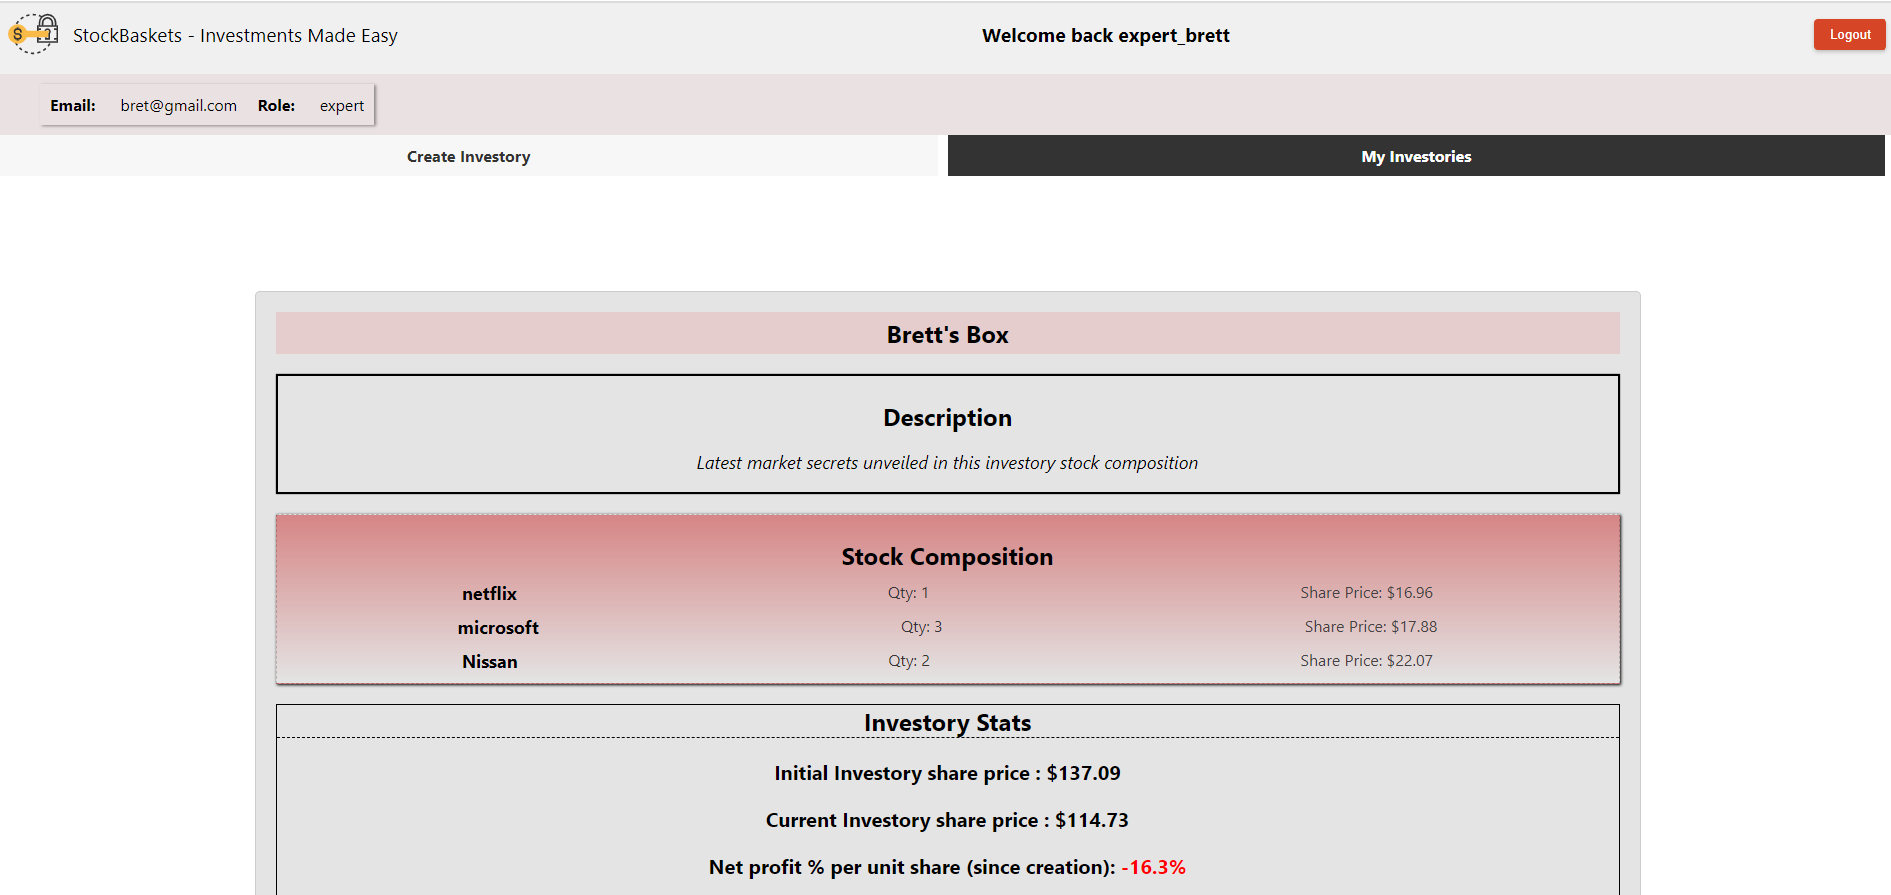 StockBaskets - Investments Made Easy
Welcome back expert_brett
Logout
Email: bret@gmail.com Role: expert
Create Investory
My Investories
Brett's Box
Description
Latest market secrets unveiled in this investory stock composition
Stock Composition
netflix Qty: 1 Share Price: $16.96
microsoft Qty: 3 Share Price: $17.88
Nissan Qty: 2 Share Price: $22.07
Investory Stats
Initial Investory share price : $137.09
Current Investory share price : $114.73
Net profit % per unit share (since creation): -16.3%